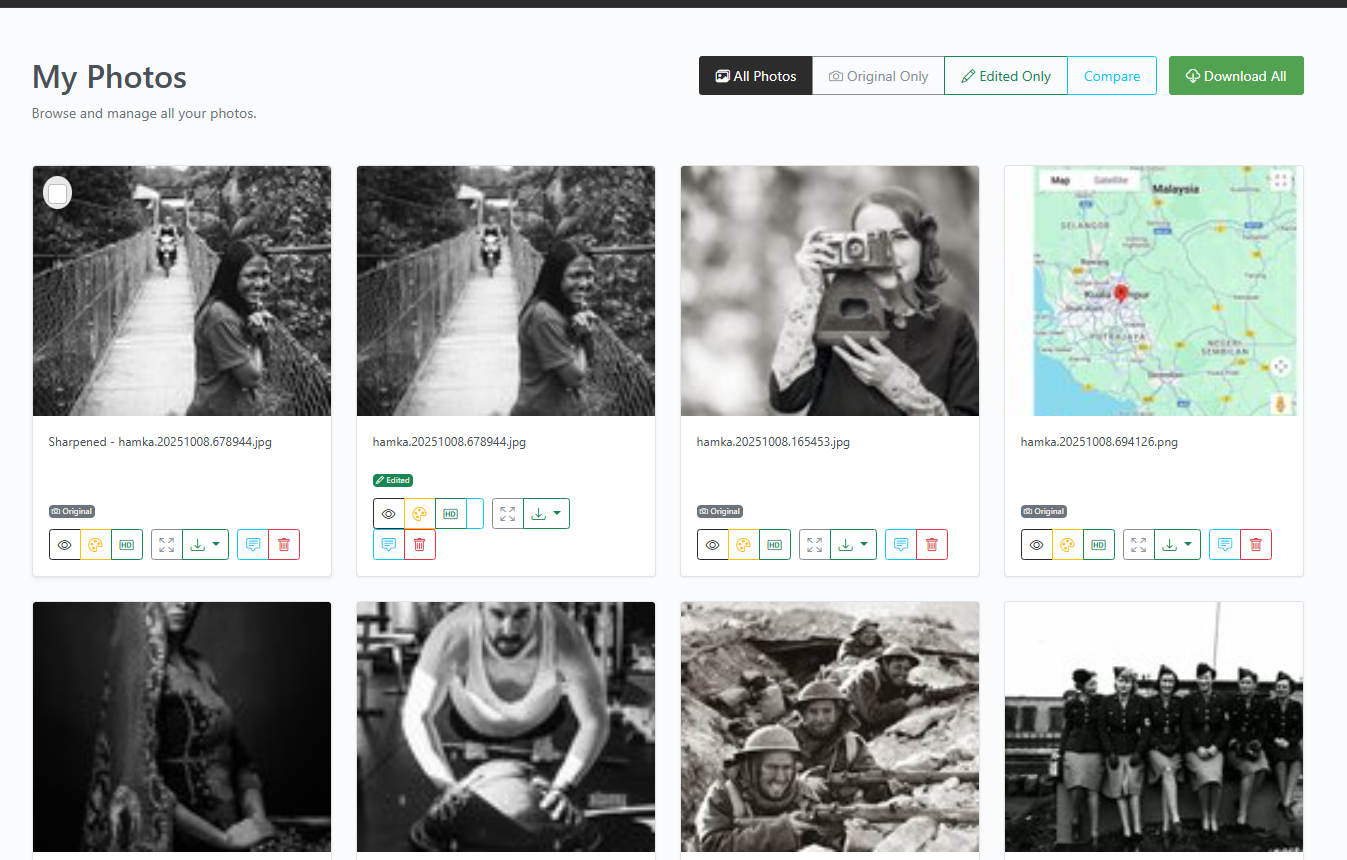 My Photos
All Photos
Original Only
Edited Only
Compare
Download All
Browse and manage all your photos.
Map
Satellite
Malaysia
SELANGOR
Rawang
Kuala
PUTRAJAYA
NEGERI
SEMBILAN
Seremban
Sharpened - hamka.20251008.678944.jpg
hamka.20251008.678944.jpg
hamka.20251008.165453.jpg
hamka.20251008.694126.png
Edited
Original
Original
Original
HD
HD
HD
HD